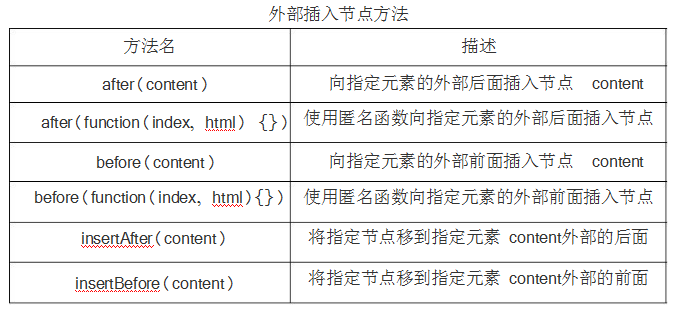 外部插入节点方法
方法名 描述
after(content) 向指定元素的外部后面插入节点 content
after(function(index, html) {}) 使用匿名函数向指定元素的外部后面插入节点
before(content) 向指定元素的外部前面插入节点 content
before(function(index, html){}) 使用匿名函数向指定元素的外部前面插入节点
insertAfter(content) 将指定节点移到指定元素 content外部的后面
insertBefore(content) 将指定节点移到指定元素 content外部的前面